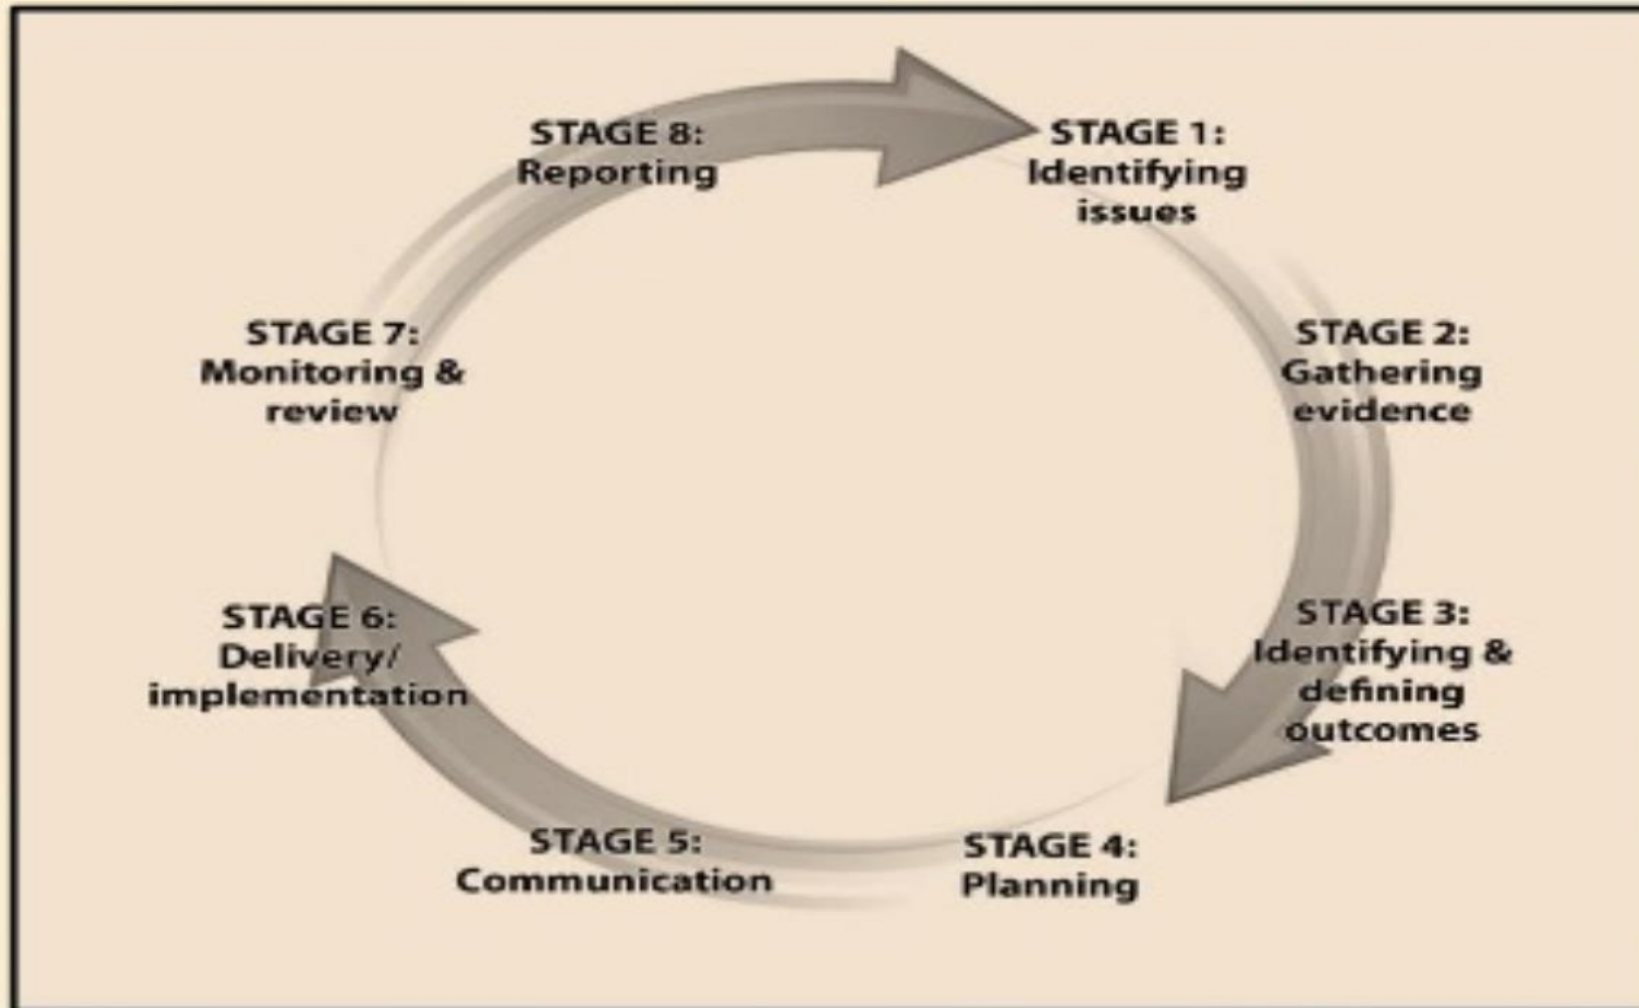 STAGE 1:
Identifying
issues
STAGE 2:
Gathering
evidence
STAGE 3:
Identifying &
defining
outcomes
STAGE 4:
Planning
STAGE 5:
Communication
STAGE 6:
Delivery/
implementation
STAGE 7:
Monitoring &
review
STAGE 8:
Reporting